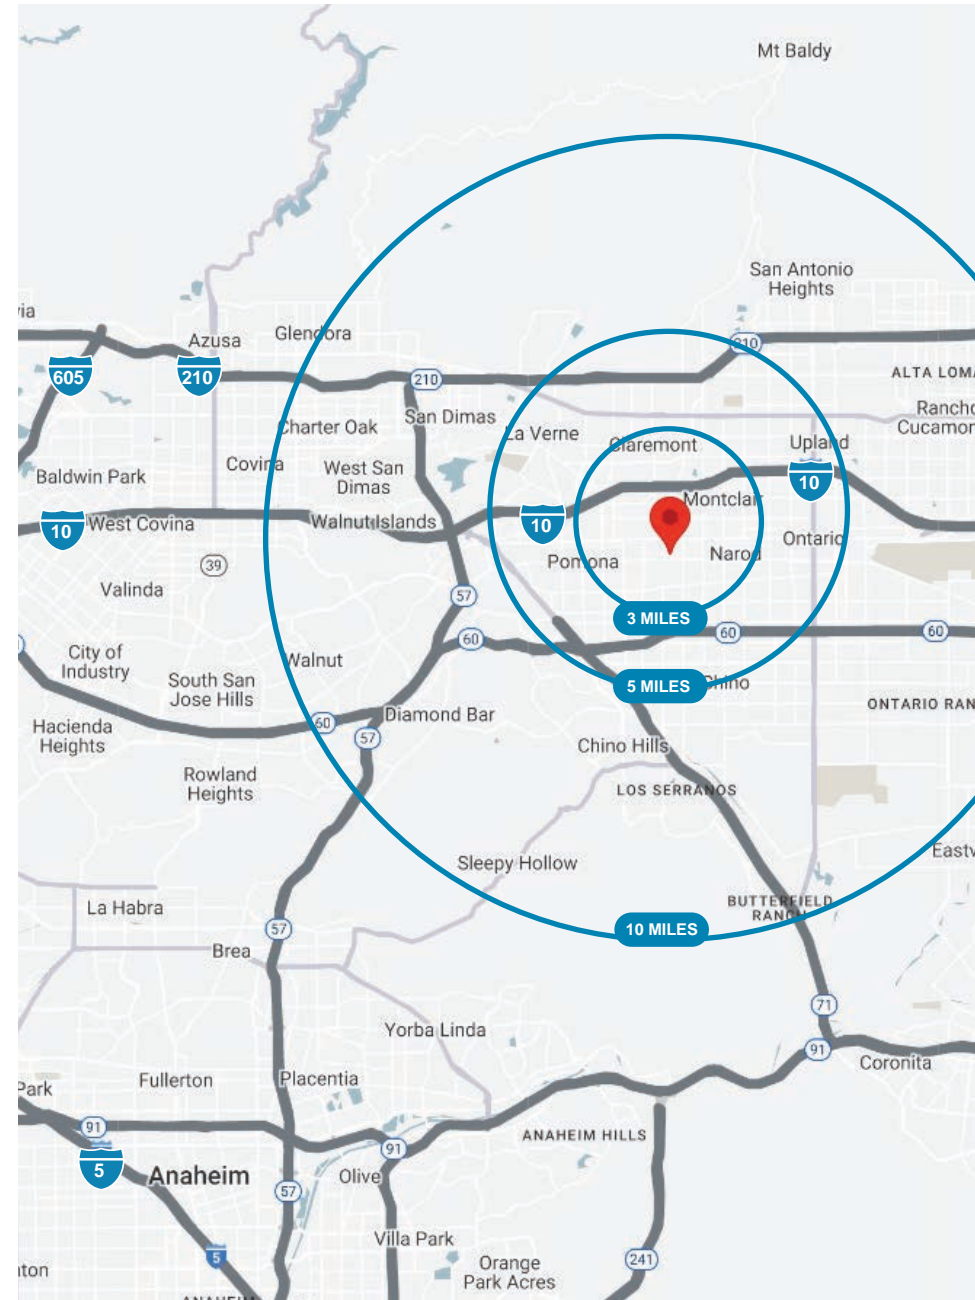 Mt Baldy
San Antonio
Heights
via
Azusa
Glendora
210
605
210
210
ALTA LOMA
Rancho
Cucamon
San Dimas
Charter Oak
La Verne
Claremont
Upland
Baldwin Park
Covina
West San
Dimas
10
Montclair
10
West Covina
Walnut Islands
10
Ontario
39
Pomona
Narod
Valinda
57
3 MILES
60
60
60
City of
Industry
Walnut
South San
Jose Hills
5 MILES
Chino
ONTARIO RAN
Hacienda
Heights
60
Diamond Bar
57
Chino Hills
Rowland
Heights
LOS SERRANOS
Sleepy Hollow
Eastv
La Habra
BUTTERFIELD
RANCH
57
10 MILES
Brea
71
Yorba Linda
91
Coronita
Park
Fullerton
Placentia
91
ANAHEIM HILLS
91
5
Anaheim
Olive
57
Villa Park
5
241
Orange
Park Acres
ton
ANAHEIM